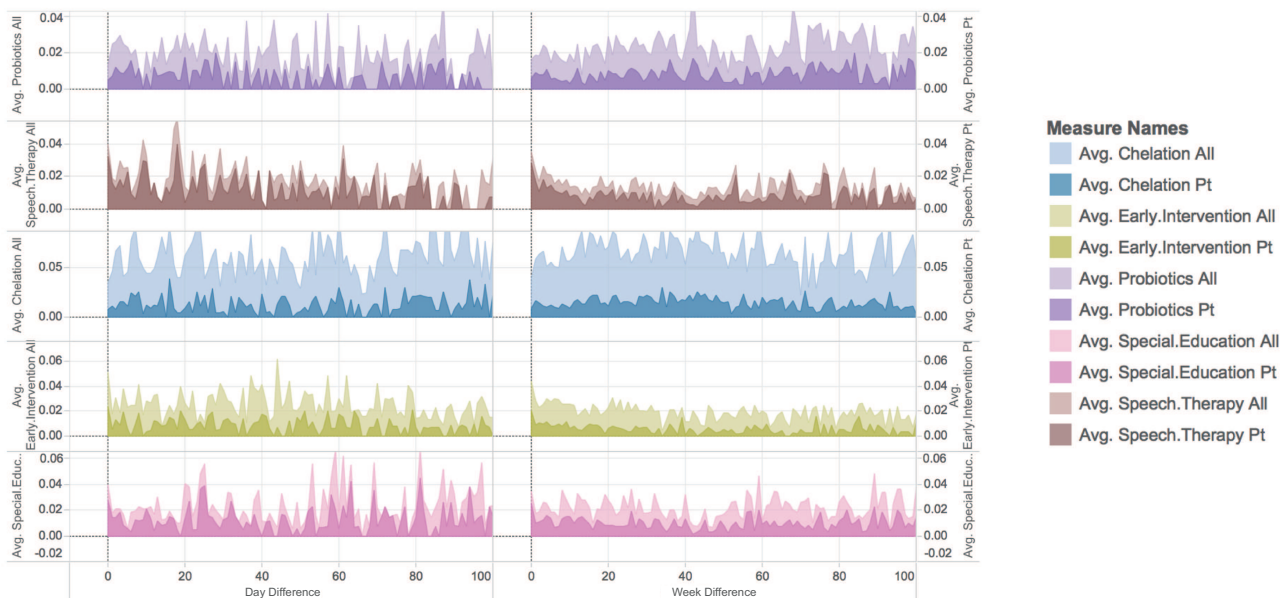 Avg. Probiotics All
0.04
0.02
0.00
0.04
0.02
0.00
Avg. Probiotics Pt
Avg.
Speech.Therapy All
0.04
0.02
0.00
0.04
0.02
0.00
Avg.
Speech.Therapy Pt
Avg. Chelation All
0.05
0.00
0.05
0.00
Avg. Chelation Pt
Avg.
Early.Intervention All
0.06
0.04
0.02
0.00
0.06
0.04
0.02
0.00
Avg.
Early.Intervention Pt
Avg. Special.Educ..
0.06
0.04
0.02
0.00
-0.02
0.06
0.04
0.02
0.00
-0.02
Avg. Special.Educ..
0 20 40 60 80 100
Day Difference
0 20 40 60 80 100
Week Difference
Measure Names
Avg. Chelation All
Avg. Chelation Pt
Avg. Early.Intervention All
Avg. Early.Intervention Pt
Avg. Probiotics All
Avg. Probiotics Pt
Avg. Special.Education All
Avg. Special.Education Pt
Avg. Speech.Therapy All
Avg. Speech.Therapy Pt